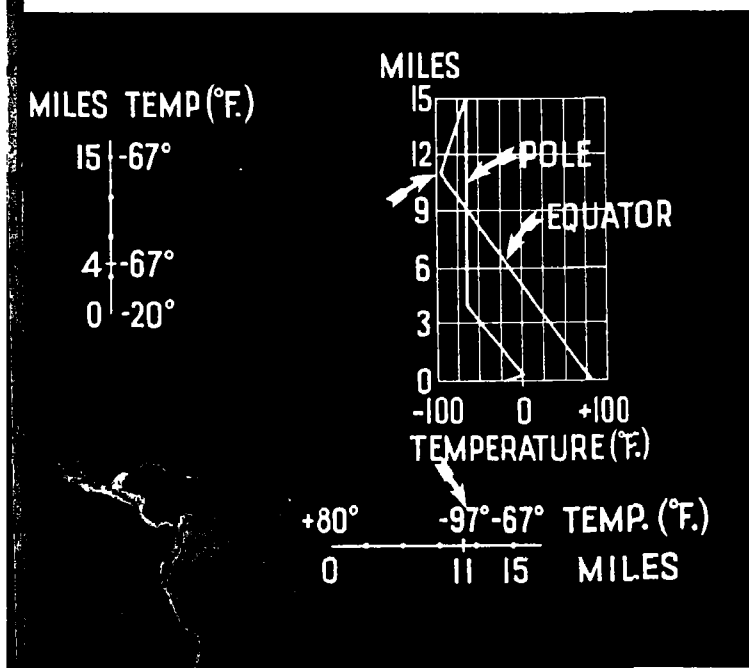 MILES TEMP (°F.)
15 -67°
4 -67°
0 -20°
MILES
15
12
9
6
3
0
POLE
EQUATOR
-100 0 +100
TEMPERATURE (°F.)
+80° -97° -67° TEMP. (°F.)
0 11 15 MILES